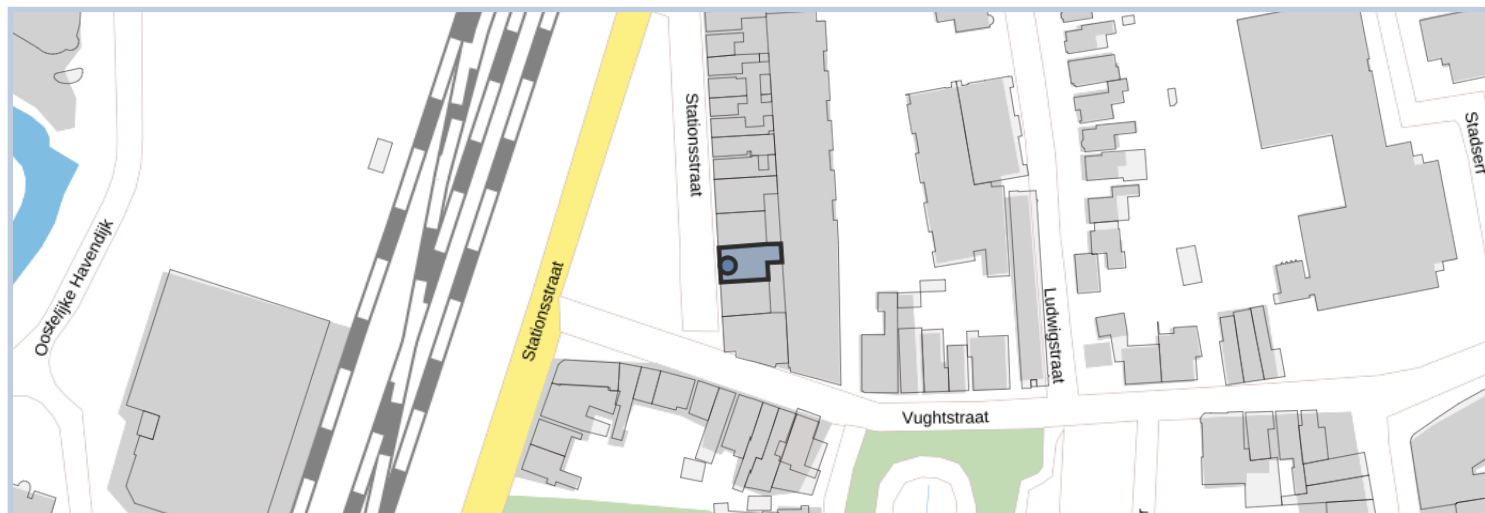 Stationsstraat
Stadserf
Oostelijke Havendijk
Stationsstraat
Ludwigstraat
Vughtstraat